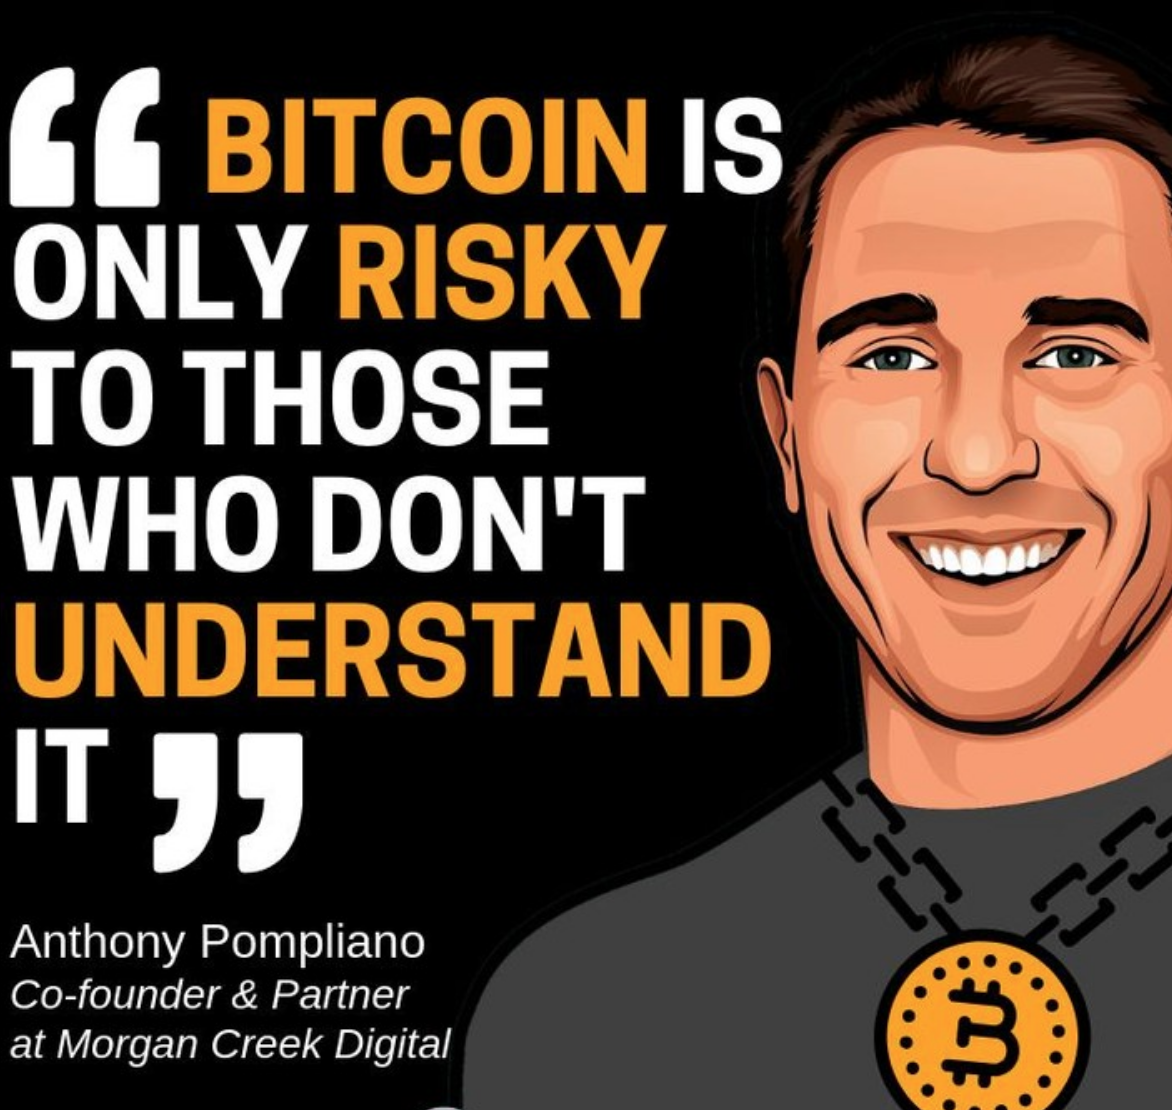 “ BITCOIN IS
ONLY RISKY
TO THOSE
WHO DON'T
UNDERSTAND
IT ”
Anthony Pompliano
Co-founder & Partner
at Morgan Creek Digital